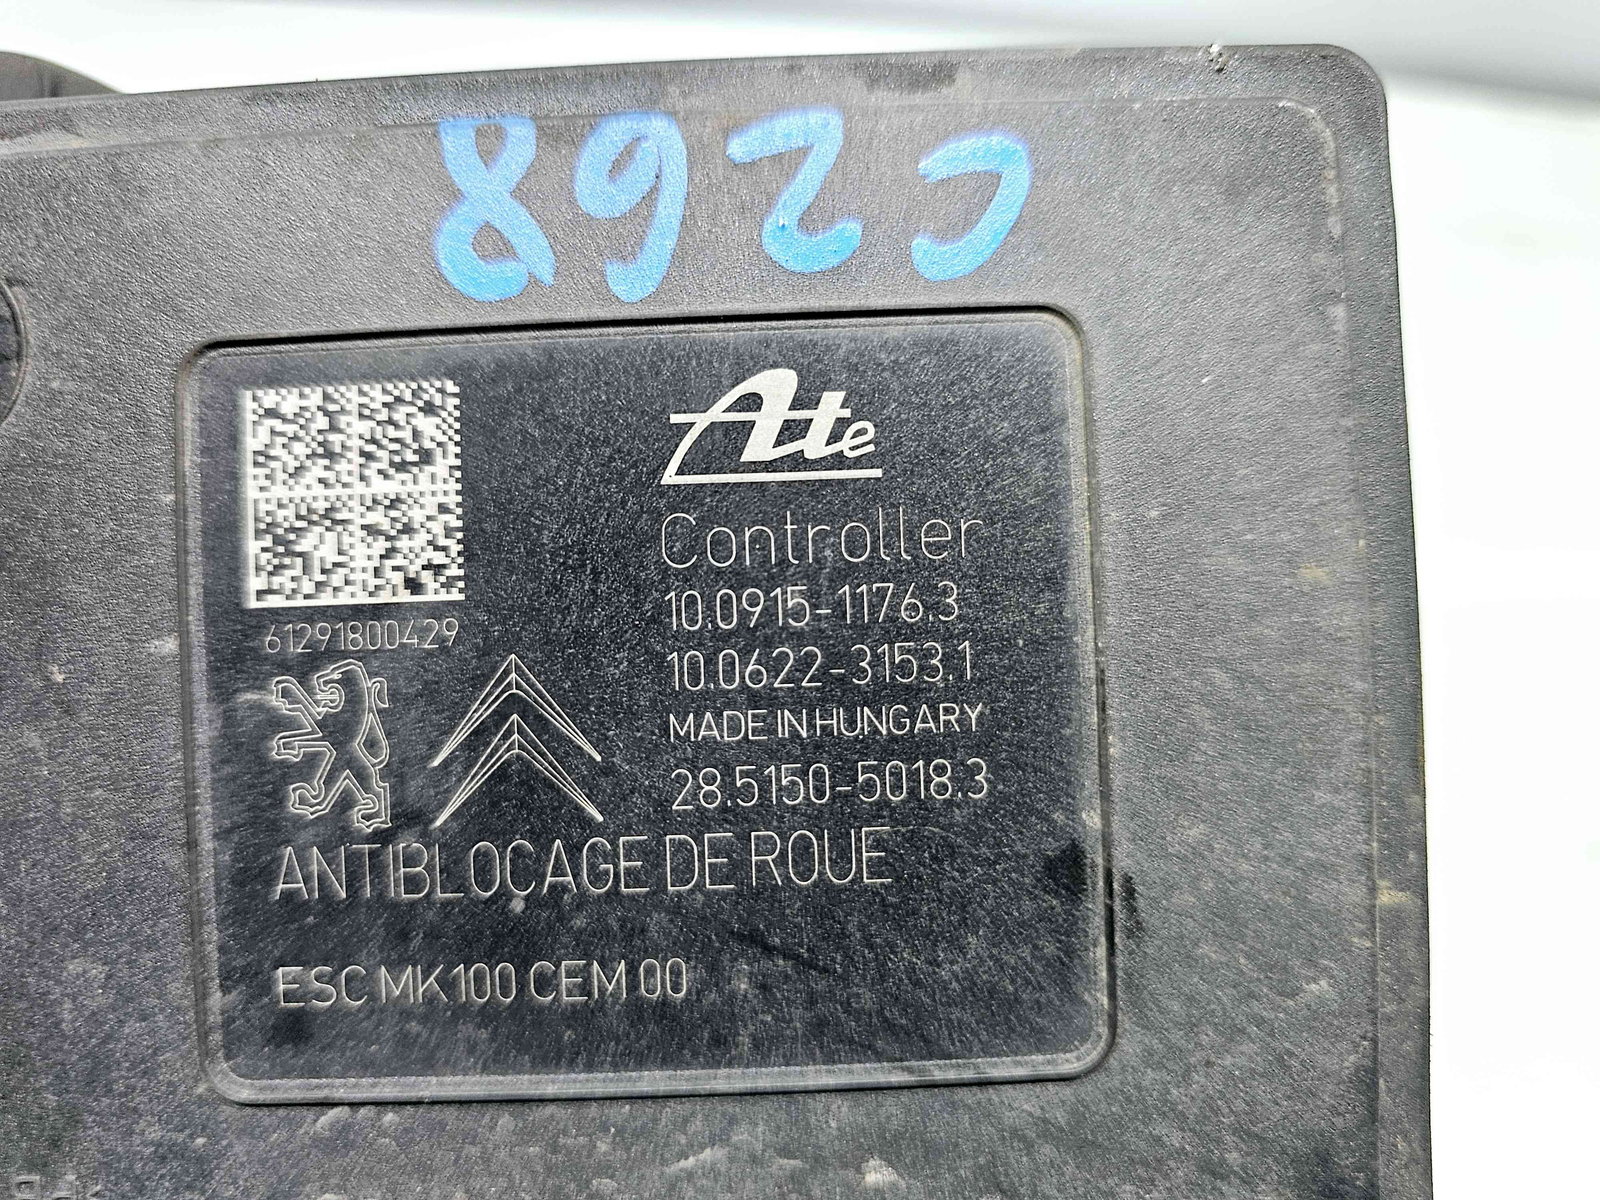 Ate
Controller
10.0915-1176.3
10.0622-3153.1
MADE IN HUNGARY
28.5150-5018.3
61291800429
ANTIBLOCAGE DE ROUE
ESC MK100 CEM 00